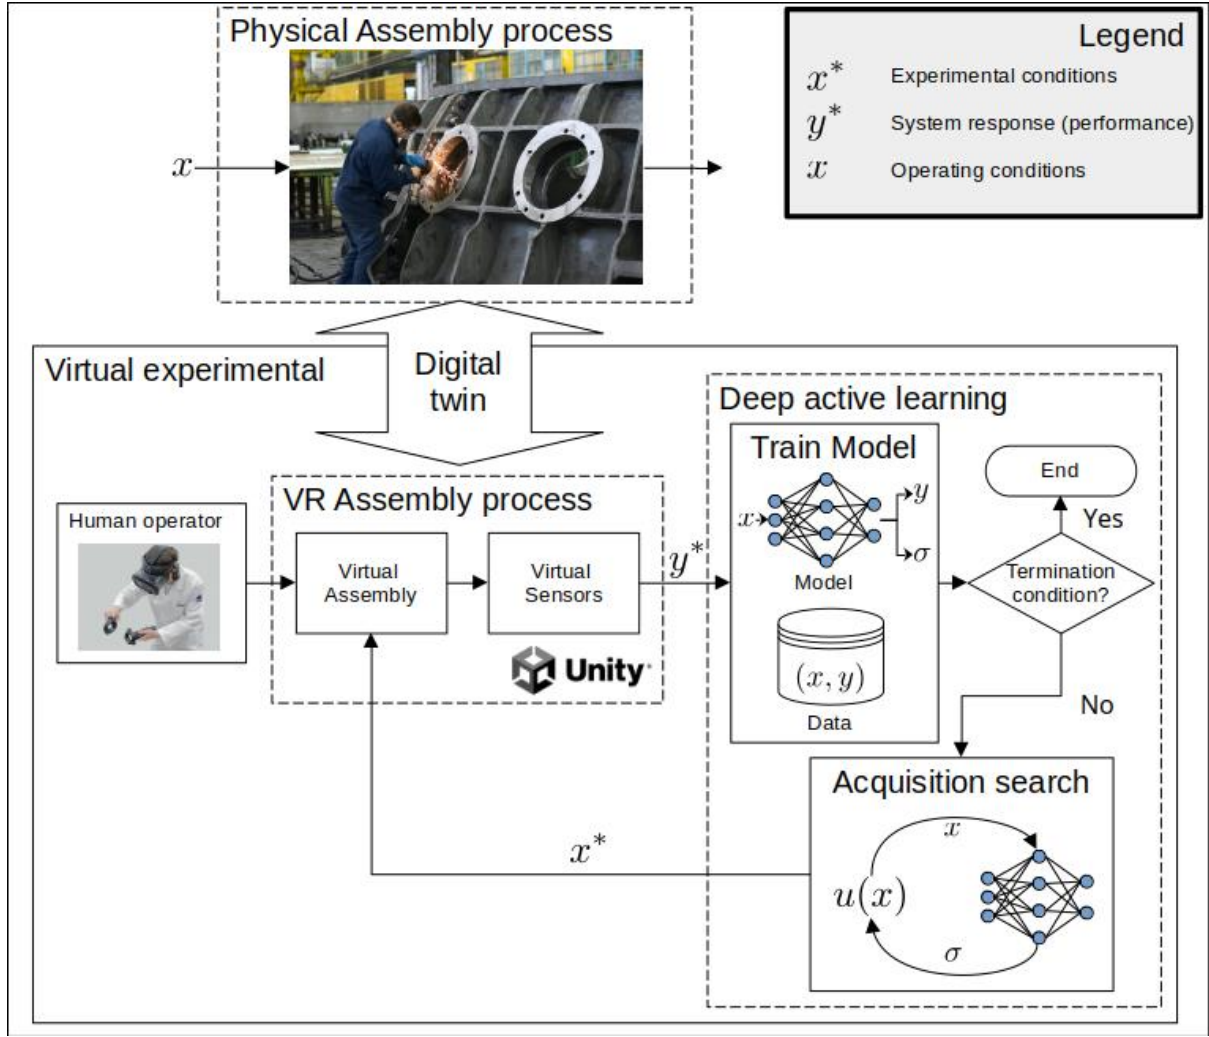 Physical Assembly process
x
Legend
x* Experimental conditions
y* System response (performance)
x Operating conditions
Digital
twin
Virtual experimental
Human operator
VR Assembly process
Virtual
Assembly
Virtual
Sensors
Unity
y*
Deep active learning
Train Model
x
y
σ
Model
(x, y)
Data
End
Yes
Termination
condition?
No
Acquisition search
x
u(x)
σ
x*